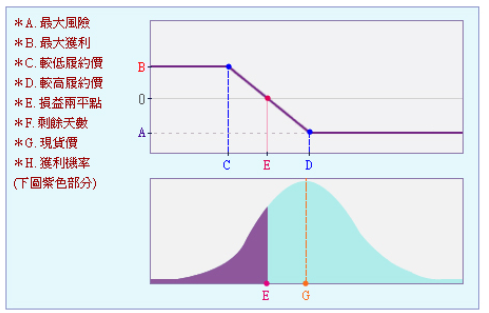 ＊A.最大風險
＊B.最大獲利
＊C.較低履約價
＊D.較高履約價
＊E.損益兩平點
＊F.剩餘天數
＊G.現貨價
＊H.獲利機率
(下圖紫色部分)
B
0
A
C E D
E G